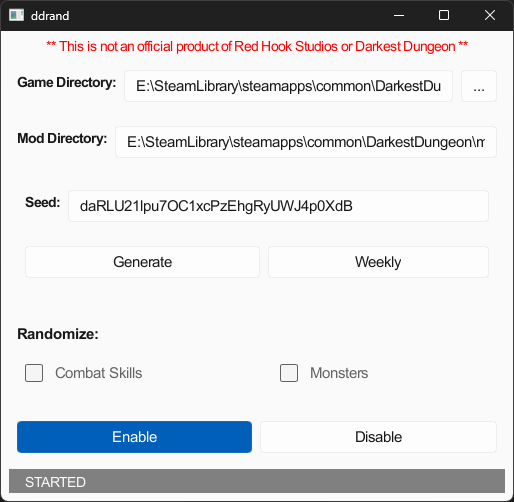 ddrand
** This is not an official product of Red Hook Studios or Darkest Dungeon **
Game Directory: E:\SteamLibrary\steamapps\common\DarkestDu ...
Mod Directory: E:\SteamLibrary\steamapps\common\DarkestDungeon\m
Seed: daRLU21lpu7OC1xcPzEhgRyUWJ4p0XdB
Generate Weekly
Randomize:
Combat Skills Monsters
Enable Disable
STARTED